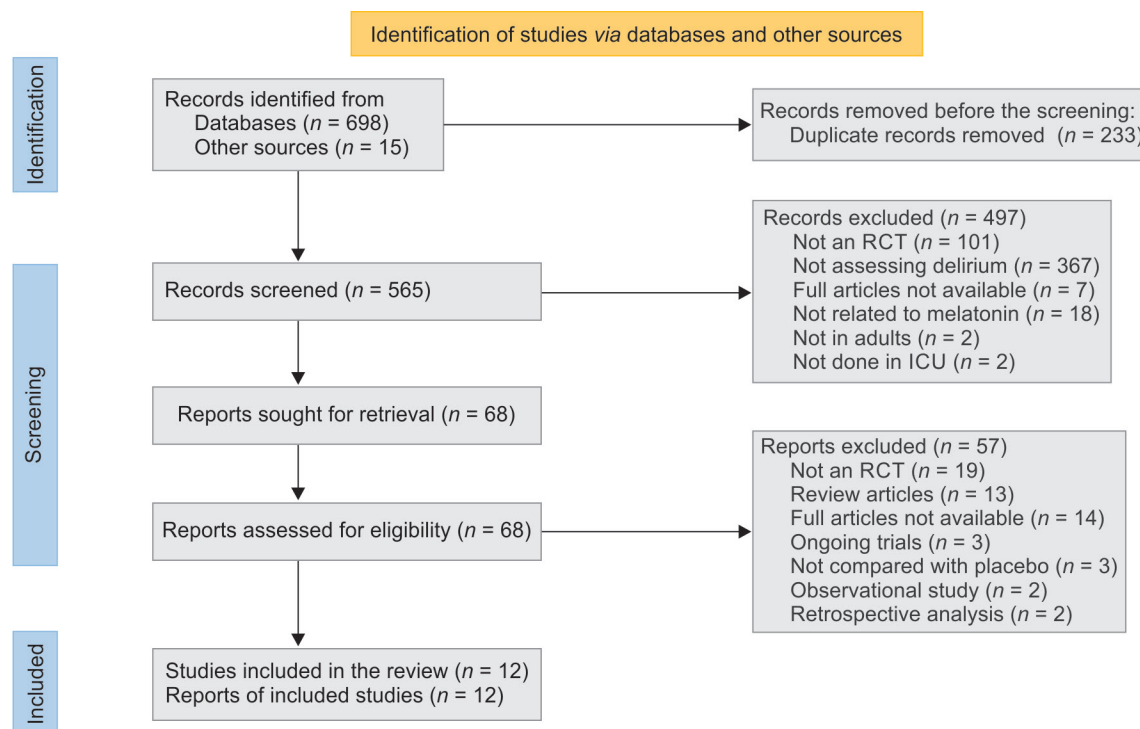 Identification of studies via databases and other sources
Identification
Records identified from
Databases (n = 698)
Other sources (n = 15)
Records removed before the screening:
Duplicate records removed (n = 233)
Screening
Records screened (n = 565)
Records excluded (n = 497)
Not an RCT (n = 101)
Not assessing delirium (n = 367)
Full articles not available (n = 7)
Not related to melatonin (n = 18)
Not in adults (n = 2)
Not done in ICU (n = 2)
Reports sought for retrieval (n = 68)
Reports assessed for eligibility (n = 68)
Reports excluded (n = 57)
Not an RCT (n = 19)
Review articles (n = 13)
Full articles not available (n = 14)
Ongoing trials (n = 3)
Not compared with placebo (n = 3)
Observational study (n = 2)
Retrospective analysis (n = 2)
Included
Studies included in the review (n = 12)
Reports of included studies (n = 12)